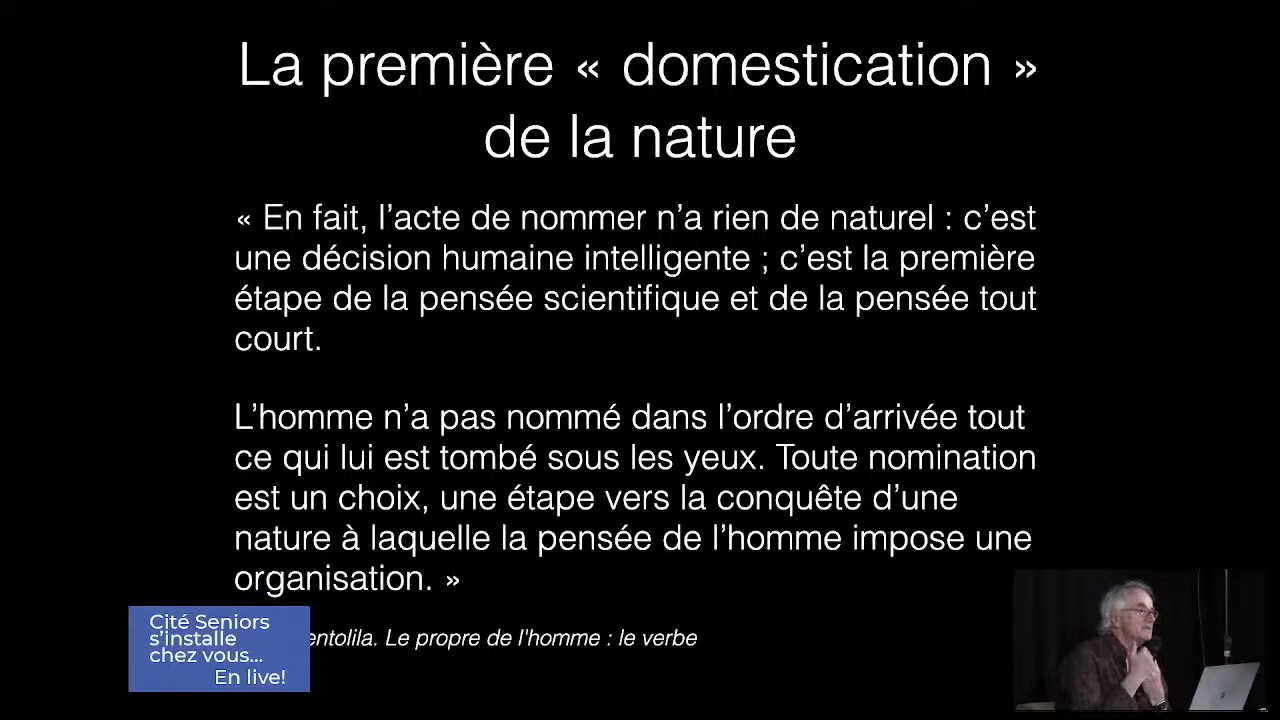 La première « domestication »
de la nature
« En fait, l’acte de nommer n’a rien de naturel : c’est
une décision humaine intelligente ; c’est la première
étape de la pensée scientifique et de la pensée tout
court.
L’homme n’a pas nommé dans l’ordre d’arrivée tout
ce qui lui est tombé sous les yeux. Toute nomination
est un choix, une étape vers la conquête d’une
nature à laquelle la pensée de l’homme impose une
organisation. »
entolila. Le propre de l'homme : le verbe
Cité Seniors
s’installe
chez vous...
En live!